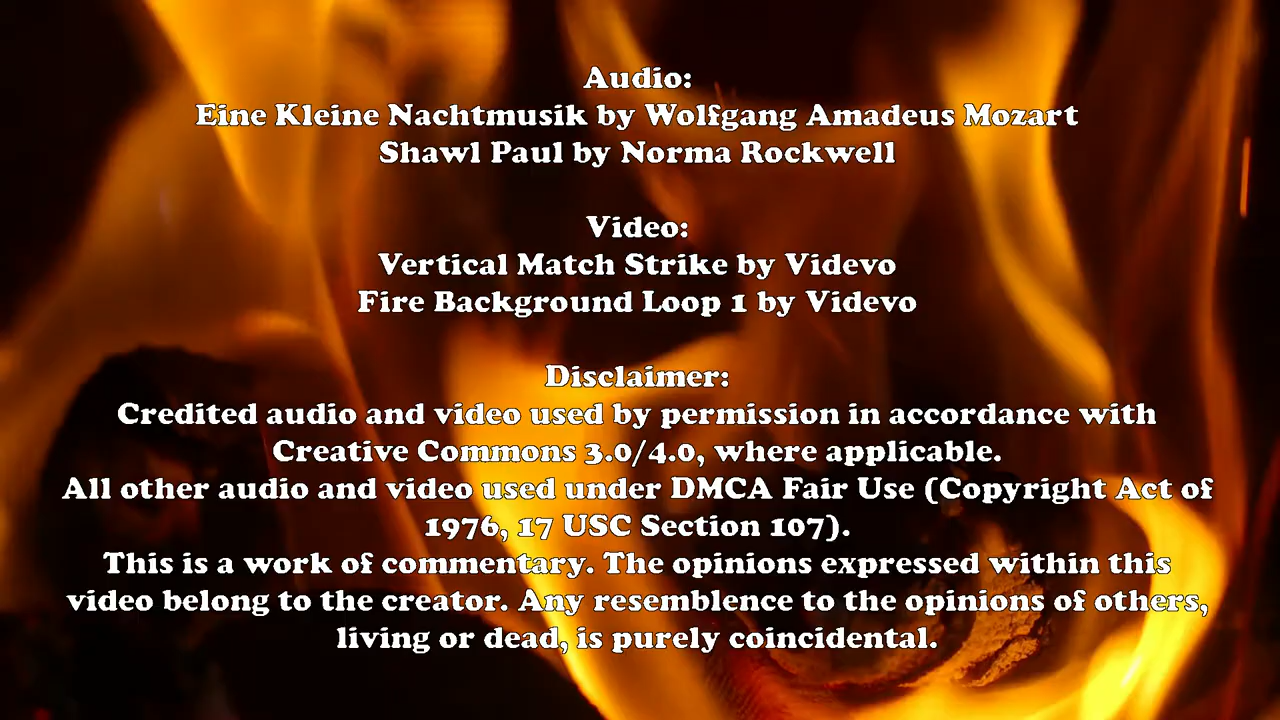 Audio:
Eine Kleine Nachtmusik by Wolfgang Amadeus Mozart
Shawl Paul by Norma Rockwell
Video:
Vertical Match Strike by Videvo
Fire Background Loop 1 by Videvo
Disclaimer:
Credited audio and video used by permission in accordance with
Creative Commons 3.0/4.0, where applicable.
All other audio and video used under DMCA Fair Use (Copyright Act of
1976, 17 USC Section 107).
This is a work of commentary. The opinions expressed within this
video belong to the creator. Any resemblence to the opinions of others,
living or dead, is purely coincidental.